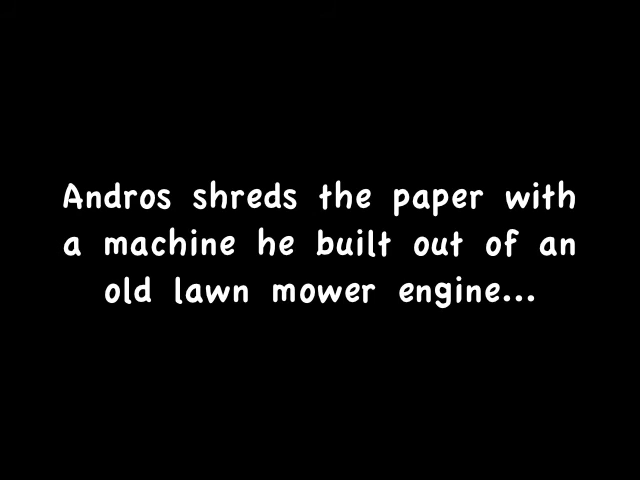 Andros shreds the paper with
a machine he built out of an
old lawn mower engine...